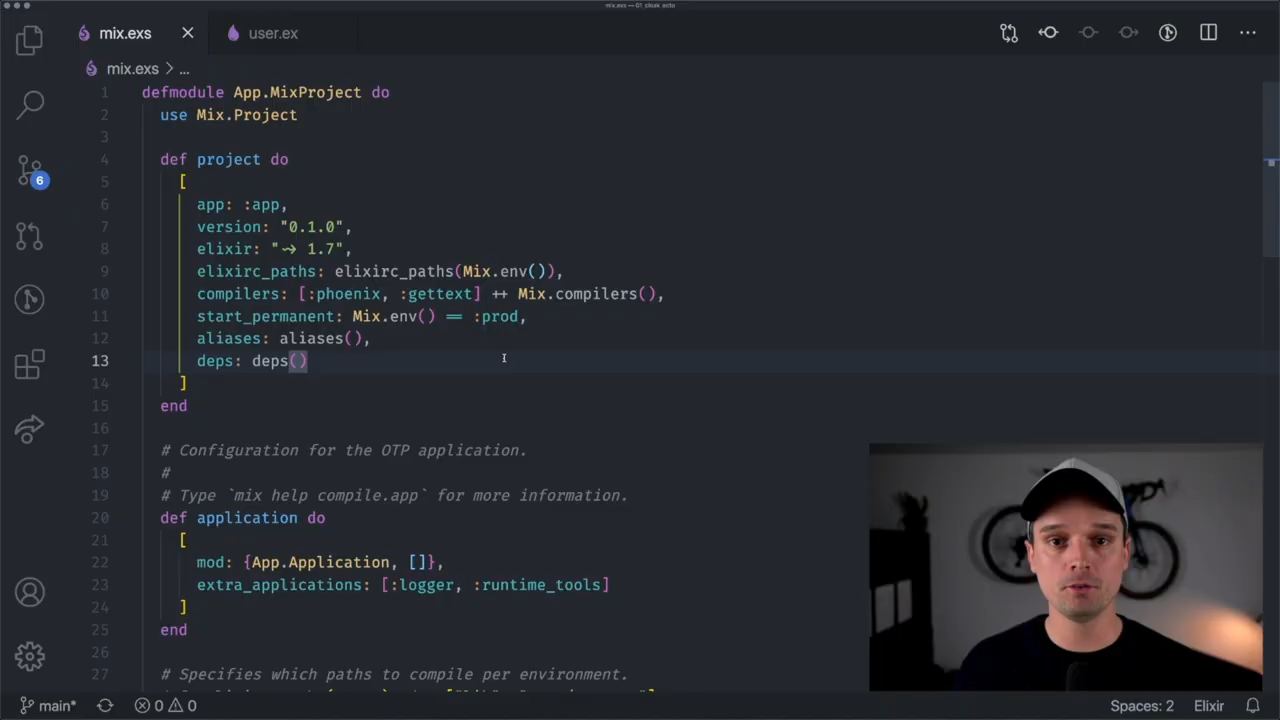 mix.exs — 01_cloak_ecto
mix.exs
user.ex
mix.exs > ...
1 defmodule App.MixProject do
2 use Mix.Project
3
4 def project do
5 [
6 app: :app,
7 version: "0.1.0",
8 elixir: "~> 1.7",
9 elixirc_paths: elixirc_paths(Mix.env()),
10 compilers: [:phoenix, :gettext] ++ Mix.compilers(),
11 start_permanent: Mix.env() == :prod,
12 aliases: aliases(),
13 deps: deps()
14 ]
15 end
16
17 # Configuration for the OTP application.
18 #
19 # Type `mix help compile.app` for more information.
20 def application do
21 [
22 mod: {App.Application, []},
23 extra_applications: [:logger, :runtime_tools]
24 ]
25 end
26
27 # Specifies which paths to compile per environment.
6
main*
0
0
Spaces: 2
Elixir